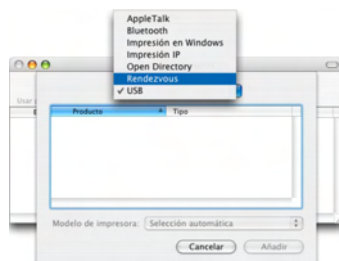 AppleTalk
Bluetooth
Impresión en Windows
Impresión IP
Open Directory
Rendezvous
✓ USB
Usar
Producto Tipo
Modelo de impresora: Selección automática
Cancelar Añadir